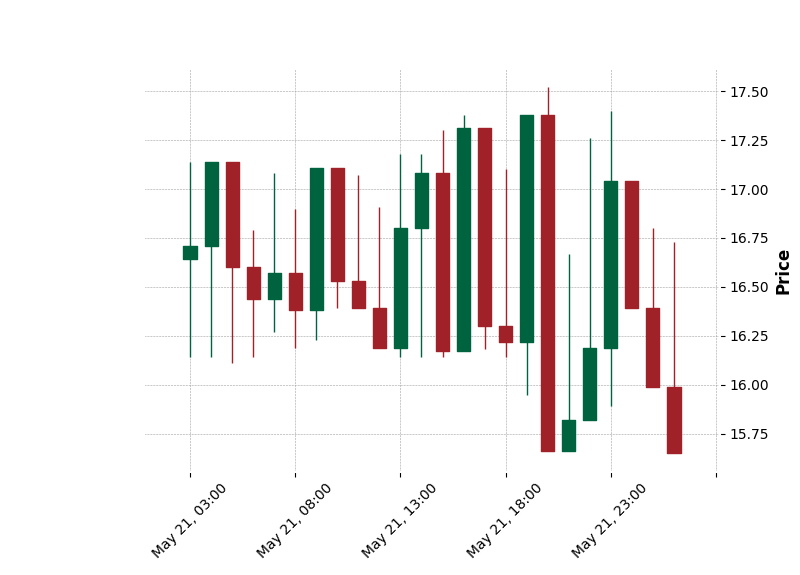 17.50
17.25
17.00
16.75
16.50
16.25
16.00
15.75
Price
May 21, 03:00
May 21, 08:00
May 21, 13:00
May 21, 18:00
May 21, 23:00